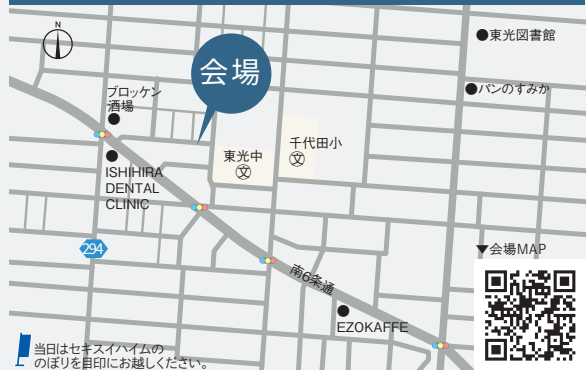 N
●東光図書館
会場
ブロッケン
酒場
●パンのすみか
東光中
文
千代田小
文
ISHIHIRA
DENTAL
CLINIC
294
南6条通
▼会場MAP
EZOKAFFE
当日はセキスイハイムの
のぼりを目印にお越しください。